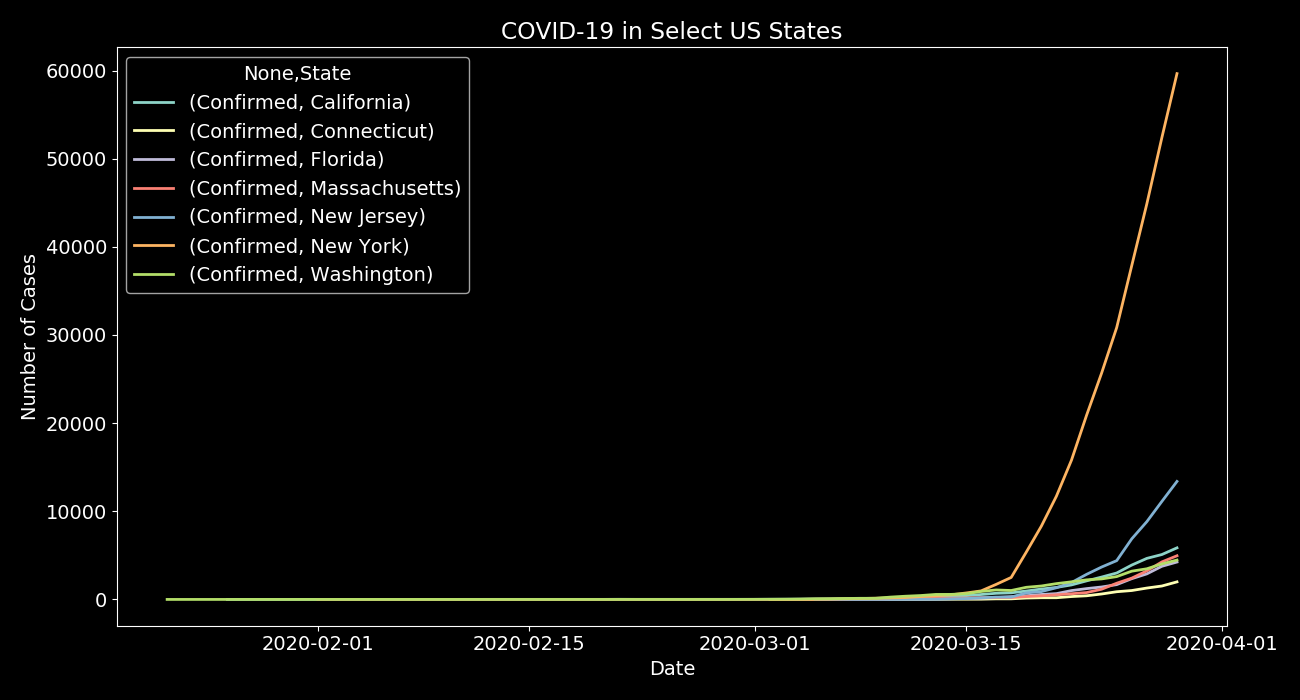 COVID-19 in Select US States
None,State
(Confirmed, California)
(Confirmed, Connecticut)
(Confirmed, Florida)
(Confirmed, Massachusetts)
(Confirmed, New Jersey)
(Confirmed, New York)
(Confirmed, Washington)
Number of Cases
60000
50000
40000
30000
20000
10000
0
2020-02-01
2020-02-15
2020-03-01
2020-03-15
2020-04-01
Date